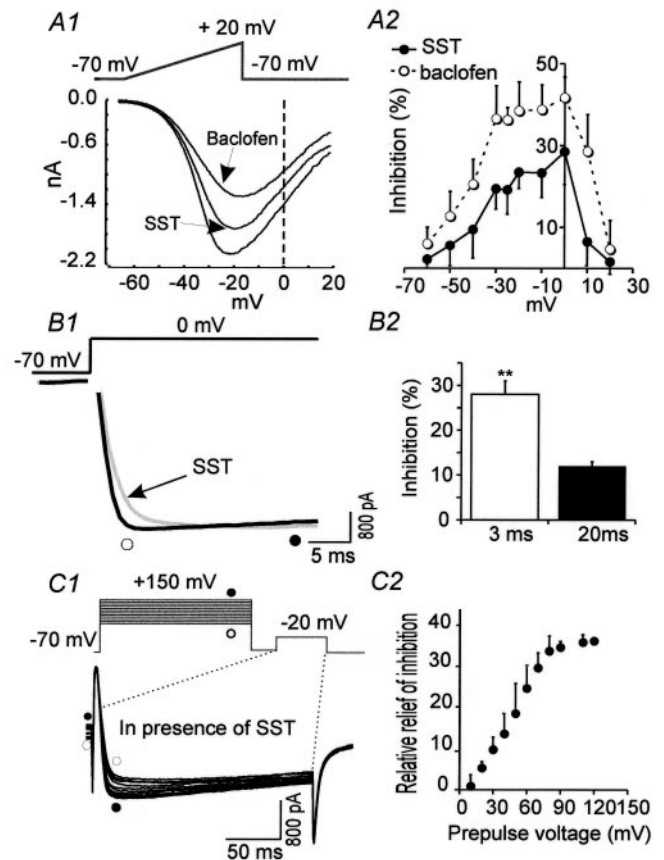 A1
+ 20 mV
-70 mV
-70 mV
0.0
-0.6
-1.4
-2.2
nA
Baclofen
SST
-60
-40
-20
0
20
mV
A2
SST
baclofen
50
30
10
Inhibition (%)
-70
-50
-30
-10
10
30
mV
B1
0 mV
-70 mV
SST
800 pA
5 ms
B2
**
30
20
10
0
Inhibition (%)
3 ms
20ms
C1
+150 mV
-20 mV
-70 mV
In presence of SST
800 pA
50 ms
C2
40
30
20
10
0
Relative relief of inhibition
0
30
60
90
120
150
Prepulse voltage (mV)